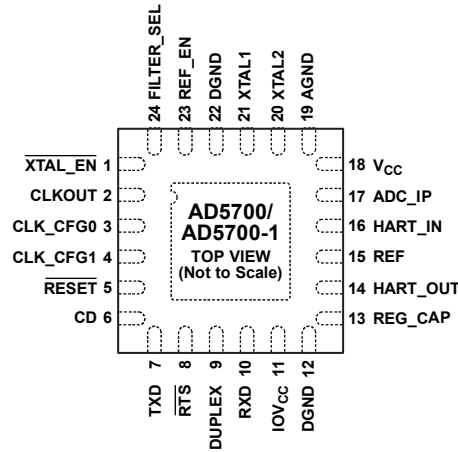 24 FILTER_SEL
23 REF_EN
22 DGND
21 XTAL1
20 XTAL2
19 AGND
XTAL_EN 1
CLKOUT 2
CLK_CFG0 3
CLK_CFG1 4
RESET 5
CD 6
AD5700/
AD5700-1
TOP VIEW
(Not to Scale)
18 VCC
17 ADC_IP
16 HART_IN
15 REF
14 HART_OUT
13 REG_CAP
TXD 7
RTS 8
DUPLEX 9
RXD 10
IOVCC 11
DGND 12